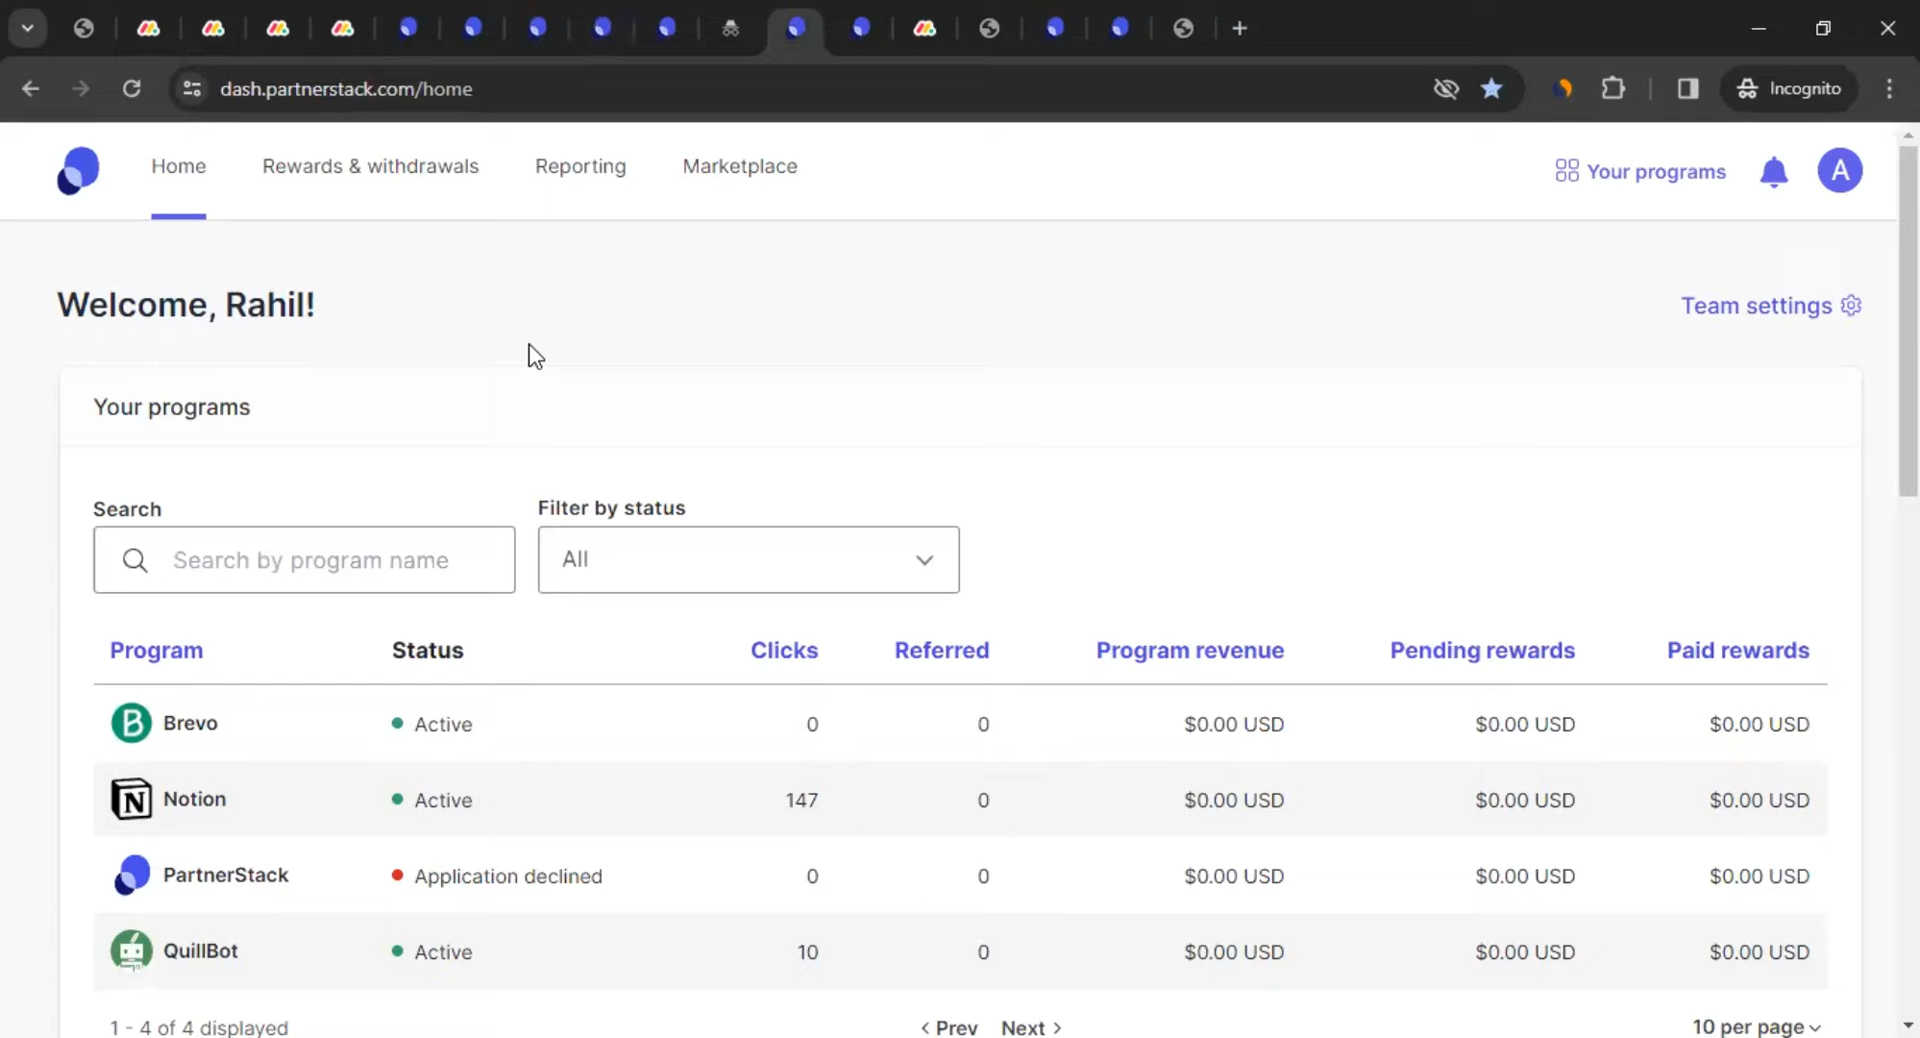 dash.partnerstack.com/home
Incognito
Home
Rewards & withdrawals
Reporting
Marketplace
Your programs
A
Welcome, Rahil!
Team settings
Your programs
Search
Filter by status
Search by program name
All
Program Status Clicks Referred Program revenue Pending rewards Paid rewards
B Brevo Active 0 0 $0.00 USD $0.00 USD $0.00 USD
N Notion Active 147 0 $0.00 USD $0.00 USD $0.00 USD
PartnerStack Application declined 0 0 $0.00 USD $0.00 USD $0.00 USD
QuillBot Active 10 0 $0.00 USD $0.00 USD $0.00 USD
1 - 4 of 4 displayed
< Prev Next >
10 per page